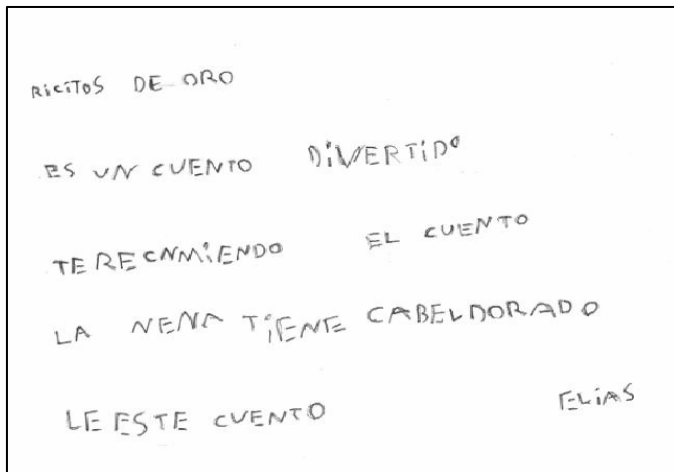 RiCiTOS DE ORO
ES UN CUENTO DiVERTiDO
TE RECNMiENDO EL CUENTO
LA NENA TiENE CABELDORADO
LE ESTE CUENTO ELiAS